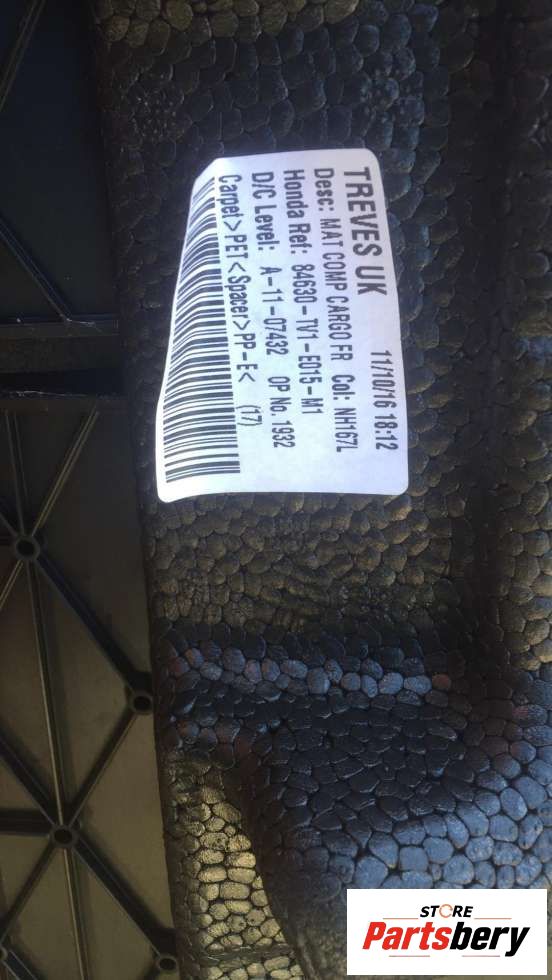 TREVES UK 11/10/16 18:12
Desc: MAT COMP CARGO FR Col: NH167L
Honda Ref: 84630-TV1-E015-M1
D/C Level: A-11-07432 OP No. 1932
Carpet>PET<Spacer>PP-E< (17)
STORE
Partsbery